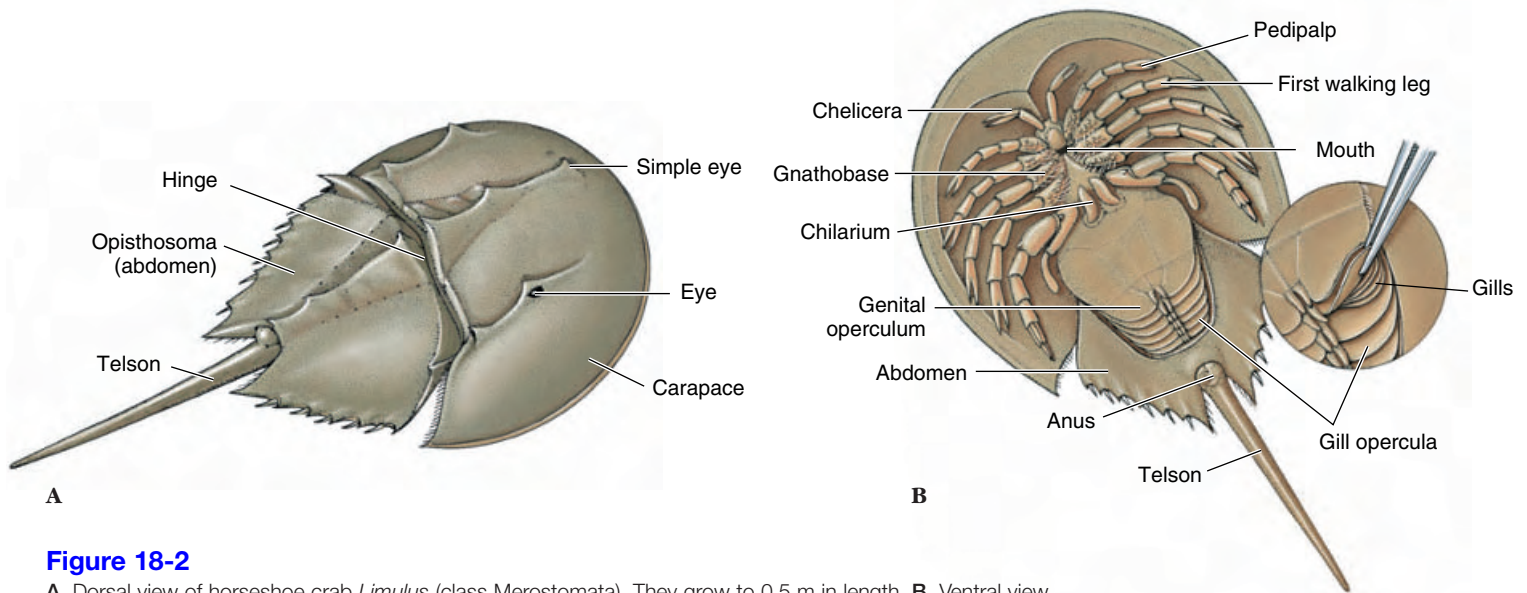 Simple eye
Hinge
Opisthosoma
(abdomen)
Eye
Telson
Carapace
A
Pedipalp
First walking leg
Chelicera
Mouth
Gnathobase
Chilarium
Gills
Genital
operculum
Abdomen
Anus
Gill opercula
Telson
B
Figure 18-2
A. Dorsal view of horseshoe crab Limulus (class Merostomata). They grow to 0.5 m in length. B. Ventral view.